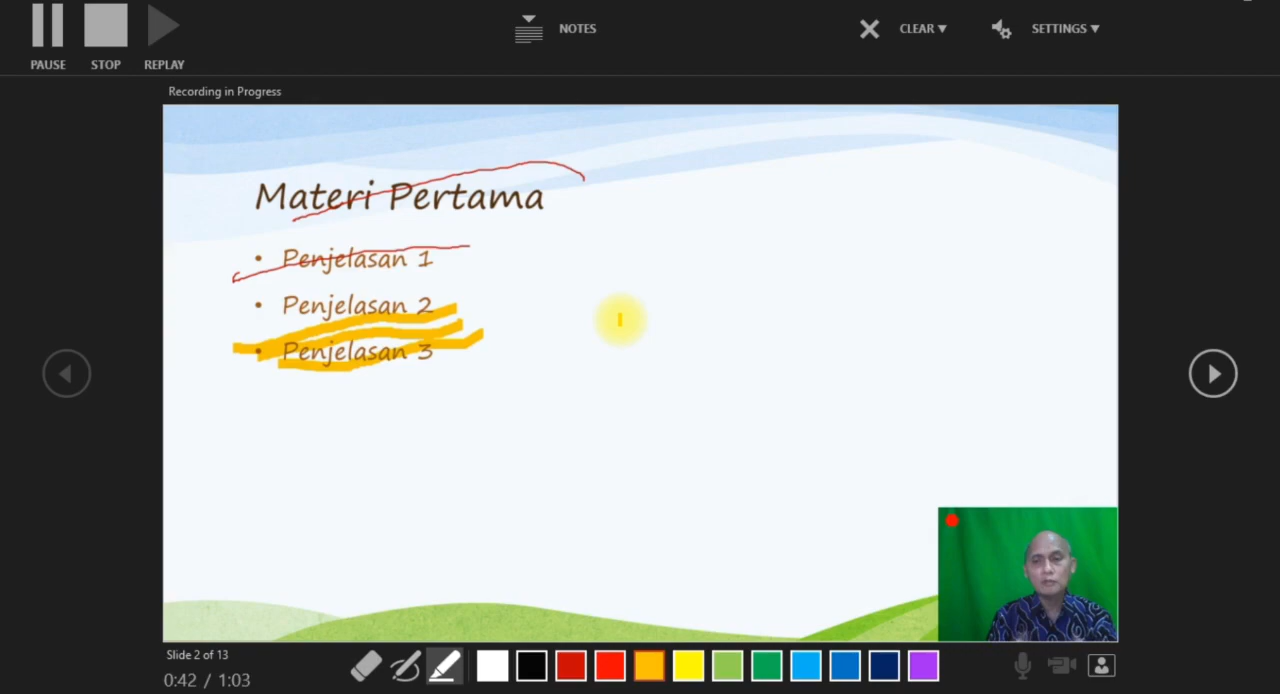 NOTES
CLEAR
SETTINGS
PAUSE STOP REPLAY
Recording in Progress
Materi Pertama
• Penjelasan 1
• Penjelasan 2
• Penjelasan 3
Slide 2 of 13
0:42 / 1:03